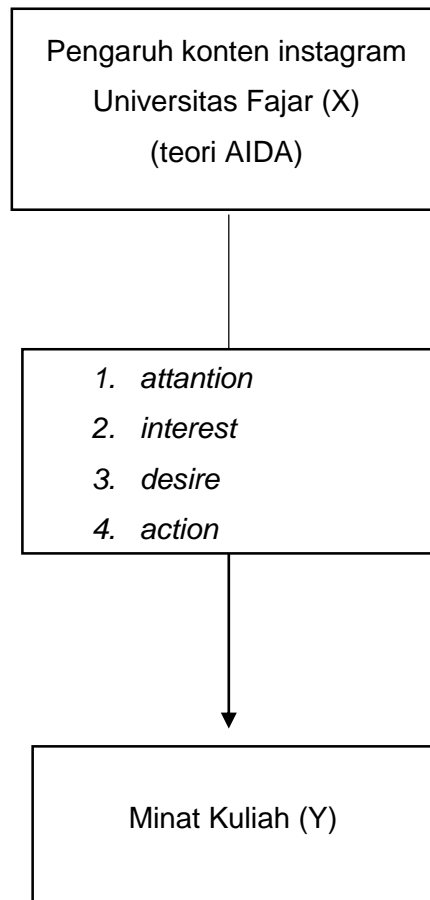 Pengaruh konten instagram
Universitas Fajar (X)
(teori AIDA)
1. attantion
2. interest
3. desire
4. action
Minat Kuliah (Y)